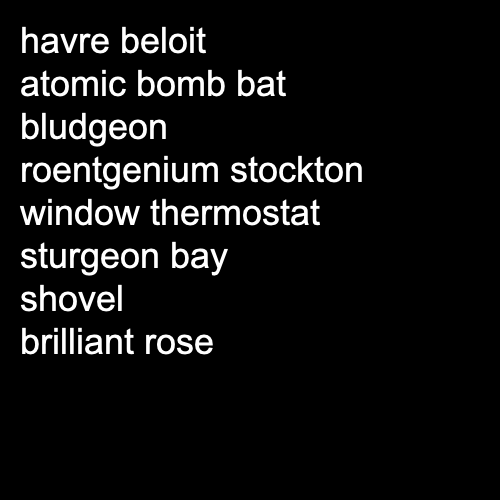 havre beloit
atomic bomb bat
bludgeon
roentgenium stockton
window thermostat
sturgeon bay
shovel
brilliant rose